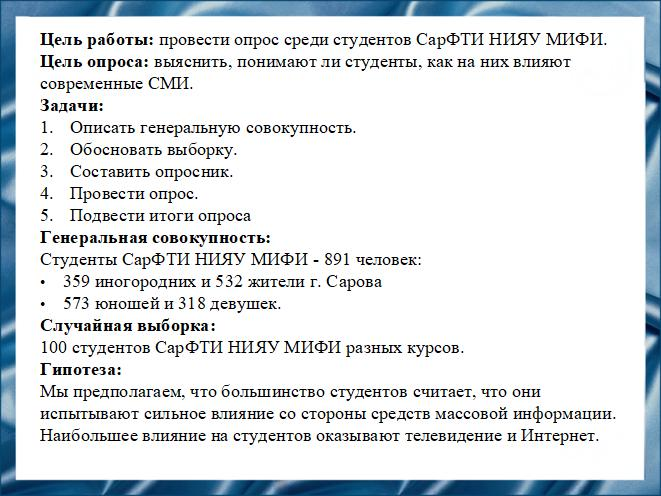 Цель работы: провести опрос среди студентов СарФТИ НИЯУ МИФИ.
Цель опроса: выяснить, понимают ли студенты, как на них влияют
современные СМИ.
Задачи:
1. Описать генеральную совокупность.
2. Обосновать выборку.
3. Составить опросник.
4. Провести опрос.
5. Подвести итоги опроса
Генеральная совокупность:
Студенты СарФТИ НИЯУ МИФИ - 891 человек:
• 359 иногородних и 532 жители г. Сарова
• 573 юношей и 318 девушек.
Случайная выборка:
100 студентов СарФТИ НИЯУ МИФИ разных курсов.
Гипотеза:
Мы предполагаем, что большинство студентов считает, что они
испытывают сильное влияние со стороны средств массовой информации.
Наибольшее влияние на студентов оказывают телевидение и Интернет.